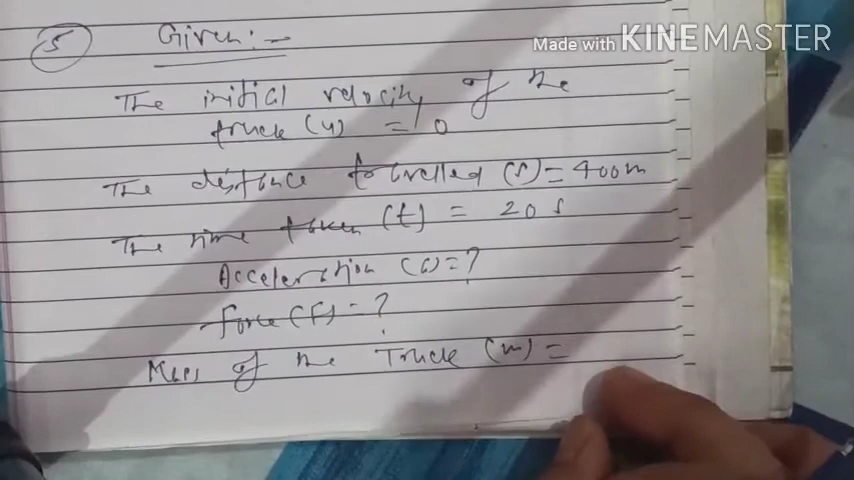 Made with KINEMASTER
5 Given:-
The initial velocity of the
truck (u) = 0
The distance travelled (s) = 400m
The time taken (t) = 20 s
Acceleration (a) = ?
Force (F) = ?
Mass of the Truck (m) =